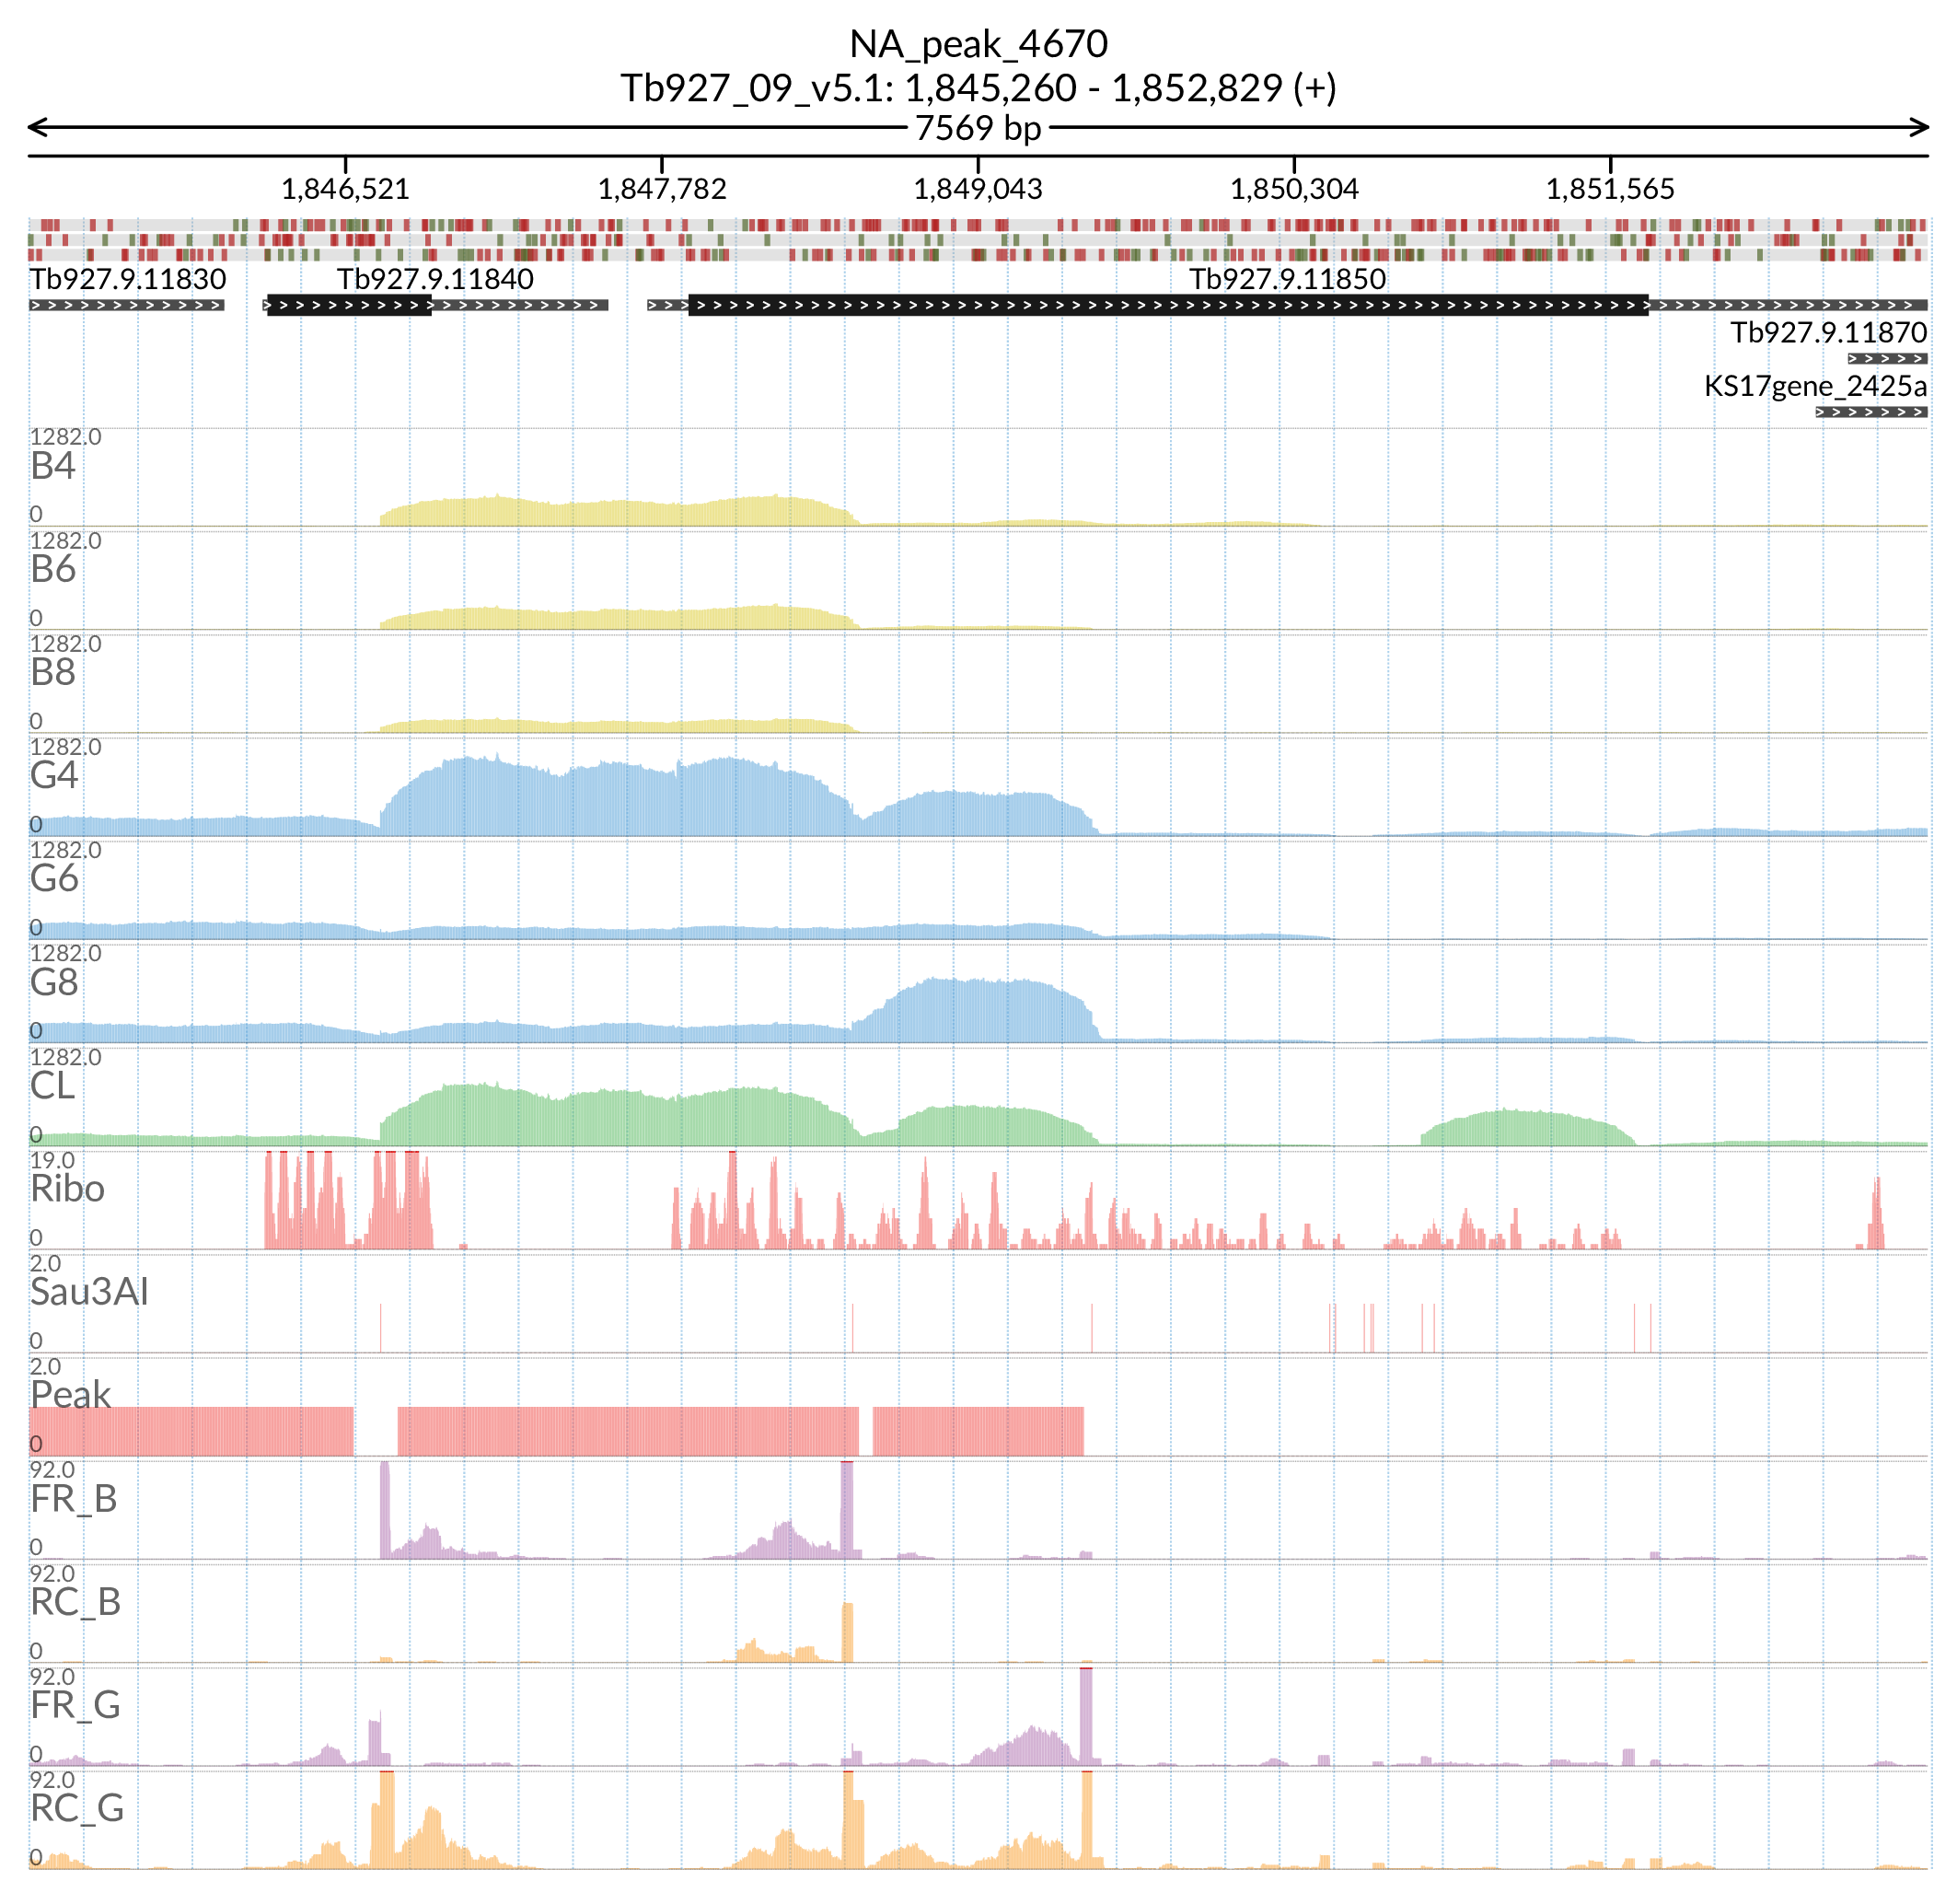 NA_peak_4670
Tb927_09_v5.1: 1,845,260 - 1,852,829 (+)
7569 bp
1,846,521 1,847,782 1,849,043 1,850,304 1,851,565
Tb927.9.11830 Tb927.9.11840 Tb927.9.11850
Tb927.9.11870
KS17gene_2425a
1282.0
B4
0
1282.0
B6
0
1282.0
B8
0
1282.0
G4
0
1282.0
G6
0
1282.0
G8
0
1282.0
CL
0
19.0
Ribo
0
2.0
Sau3AI
0
2.0
Peak
0
92.0
FR_B
0
92.0
RC_B
0
92.0
FR_G
0
92.0
RC_G
0